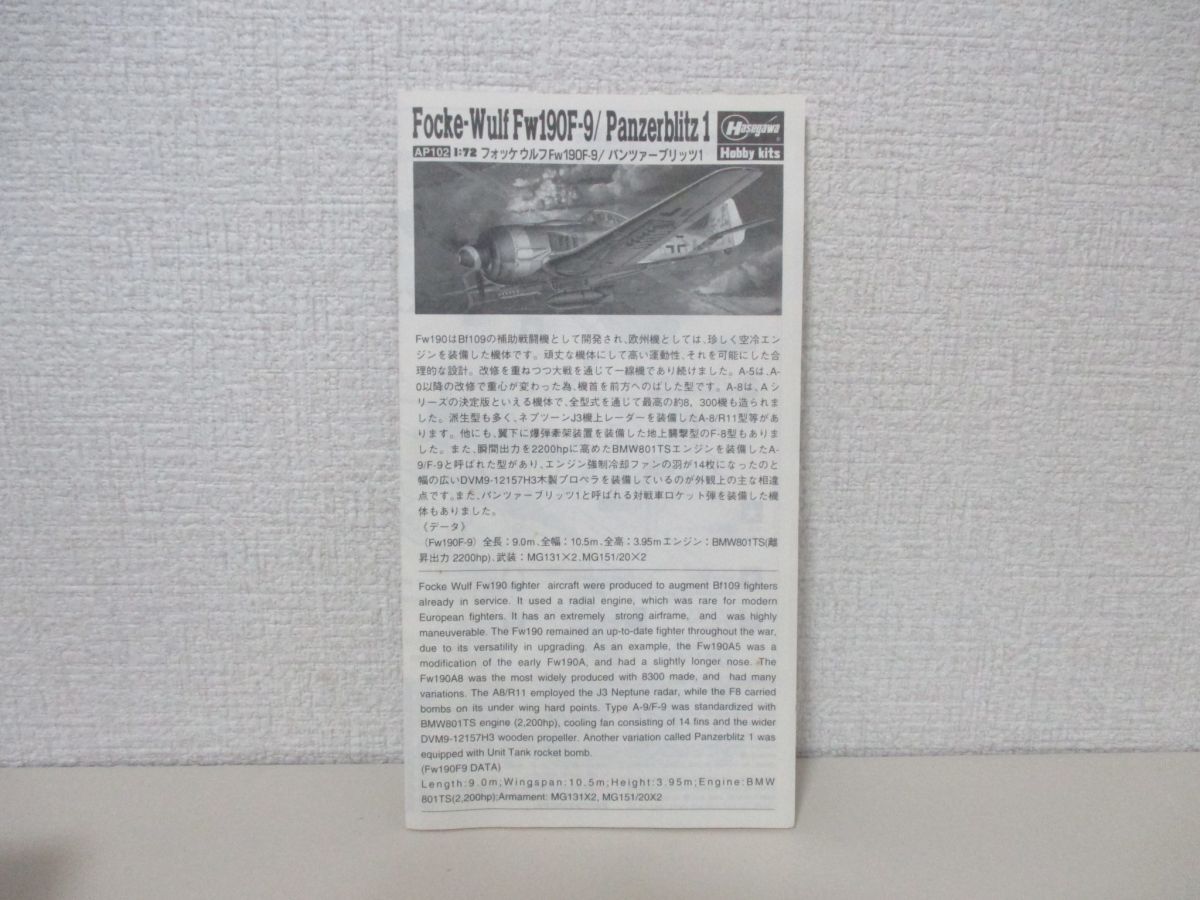 Focke-Wulf Fw190F-9/ Panzerblitz 1
Hasegawa
Hobby kits
AP102 1:72 フォッケウルフFw190F-9/ パンツァーブリッツ1
Fw190はBf109の補助戦闘機として開発され、欧州機としては、珍しく空冷エン
ジンを装備した機体です。頑丈な機体にして高い運動性、それを可能にした合
理的な設計。改修を重ねつつ大戦を通じて一線機であり続けました。A-5は、A-
0以降の改修で重心が変わった為、機首を前方へのばした型です。A-8は、Aシ
リーズの決定版といえる機体で、全型式を通じて最高の約8，300機も造られま
した。派生型も多く、ネプツーンJ3機上レーダーを装備したA-8/R11型等があ
ります。他にも、翼下に爆弾牽架装置を装備した地上襲撃型のF-8型もありま
した。また、瞬間出力を2200hpに高めたBMW801TSエンジンを装備したA-
9/F-9と呼ばれた型があり、エンジン強制冷却ファンの羽が14枚になったのと
幅の広いDVM9-12157H3木製プロペラを装備しているのが外観上の主な相違
点です。また、パンツァーブリッツ1と呼ばれる対戦車ロケット弾を装備した機
体もありました。
《データ》
（Fw190F-9）全長：9.0m、全幅：10.5m、全高：3.95mエンジン：BMW801TS(離
昇出力 2200hp)、武装：MG131×2、MG151/20×2
Focke Wulf Fw190 fighter aircraft were produced to augment Bf109 fighters
already in service. It used a radial engine, which was rare for modern
European fighters. It has an extremely strong airframe, and was highly
maneuverable. The Fw190 remained an up-to-date fighter throughout the war,
due to its versatility in upgrading. As an example, the Fw190A5 was a
modification of the early Fw190A, and had a slightly longer nose. The
Fw190A8 was the most widely produced with 8300 made, and had many
variations. The A8/R11 employed the J3 Neptune radar, while the F8 carried
bombs on its under wing hard points. Type A-9/F-9 was standardized with
BMW801TS engine (2,200hp), cooling fan consisting of 14 fins and the wider
DVM9-12157H3 wooden propeller. Another variation called Panzerblitz 1 was
equipped with Unit Tank rocket bomb.
(Fw190F9 DATA)
Length:9.0m;Wingspan:10.5m;Height:3.95m;Engine:BMW
801TS(2,200hp):Armament: MG131X2, MG151/20X2